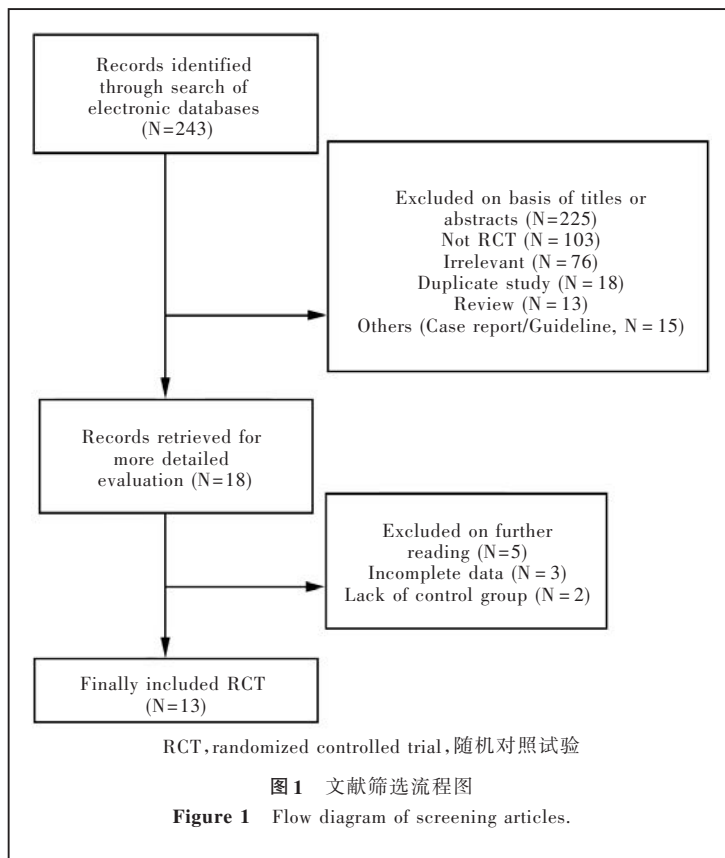 Records identified
through search of
electronic databases
(N=243)
Excluded on basis of titles or
abstracts (N=225)
Not RCT (N=103)
Irrelevant (N=76)
Duplicate study (N=18)
Review (N=13)
Others (Case report/Guideline, N=15)
Records retrieved for
more detailed
evaluation (N=18)
Excluded on further
reading (N=5)
Incomplete data (N=3)
Lack of control group (N=2)
Finally included RCT
(N=13)
RCT,randomized controlled trial,随机对照试验
图1 文献筛选流程图
Figure 1 Flow diagram of screening articles.